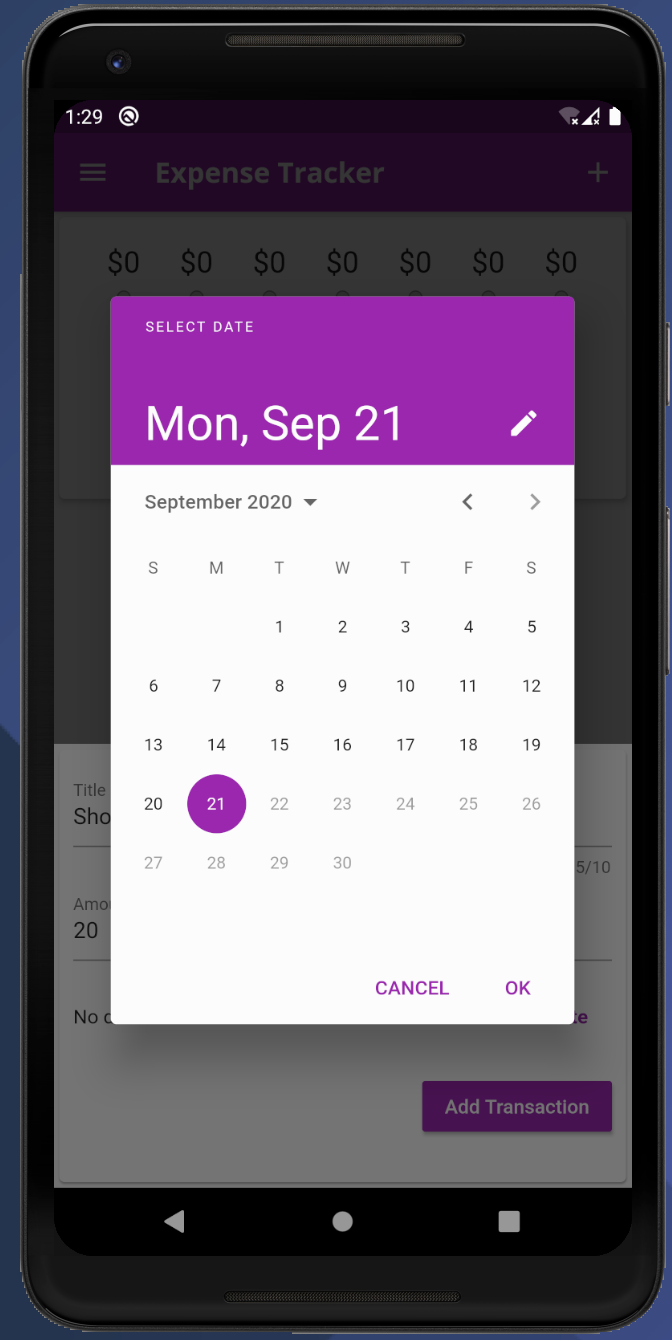 1:29
Expense Tracker
$0 $0 $0 $0 $0 $0 $0
SELECT DATE
Mon, Sep 21
September 2020
S M T W T F S
1 2 3 4 5
6 7 8 9 10 11 12
13 14 15 16 17 18 19
20 21 22 23 24 25 26
27 28 29 30
Title
Sho
5/10
Amou
20
CANCEL OK
No
Add Transaction